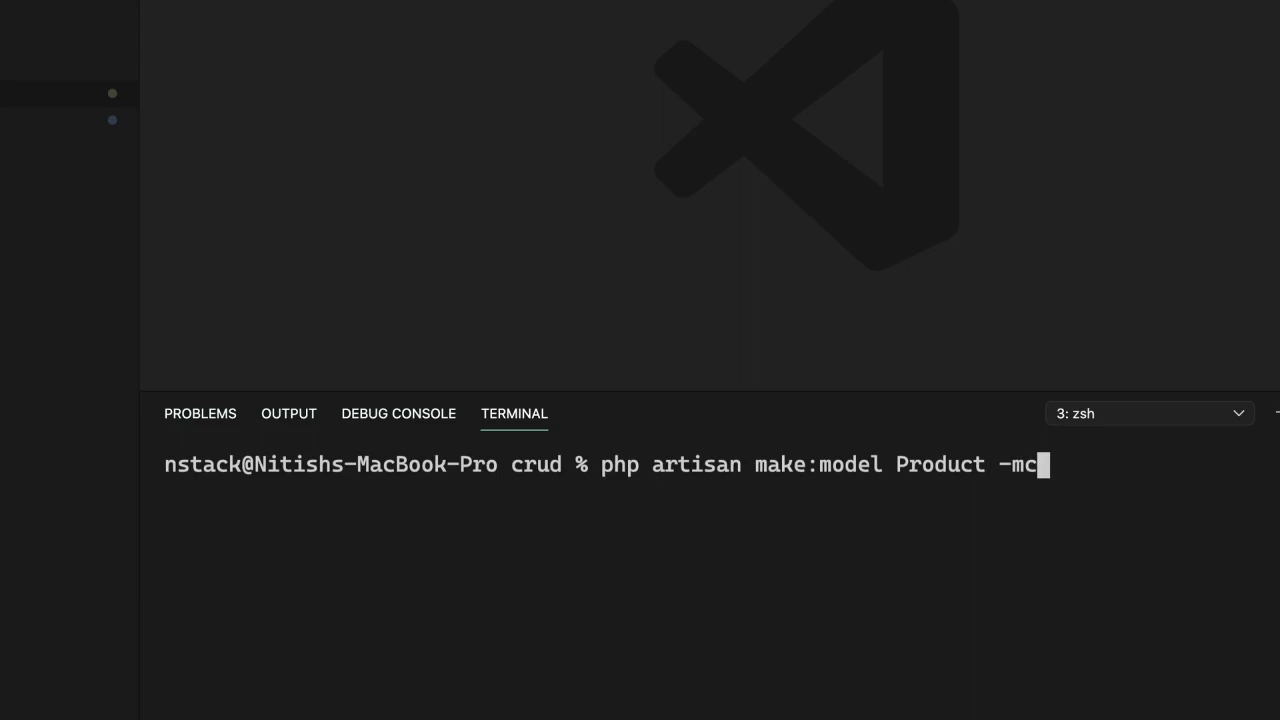 PROBLEMS OUTPUT DEBUG CONSOLE TERMINAL 3: zsh
nstack@Nitishs-MacBook-Pro crud % php artisan make:model Product -mc